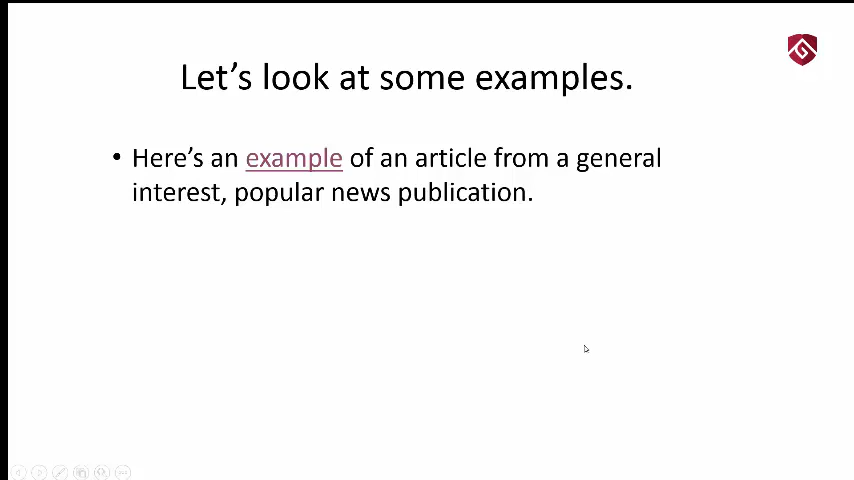 Let's look at some examples.
• Here's an example of an article from a general
interest, popular news publication.